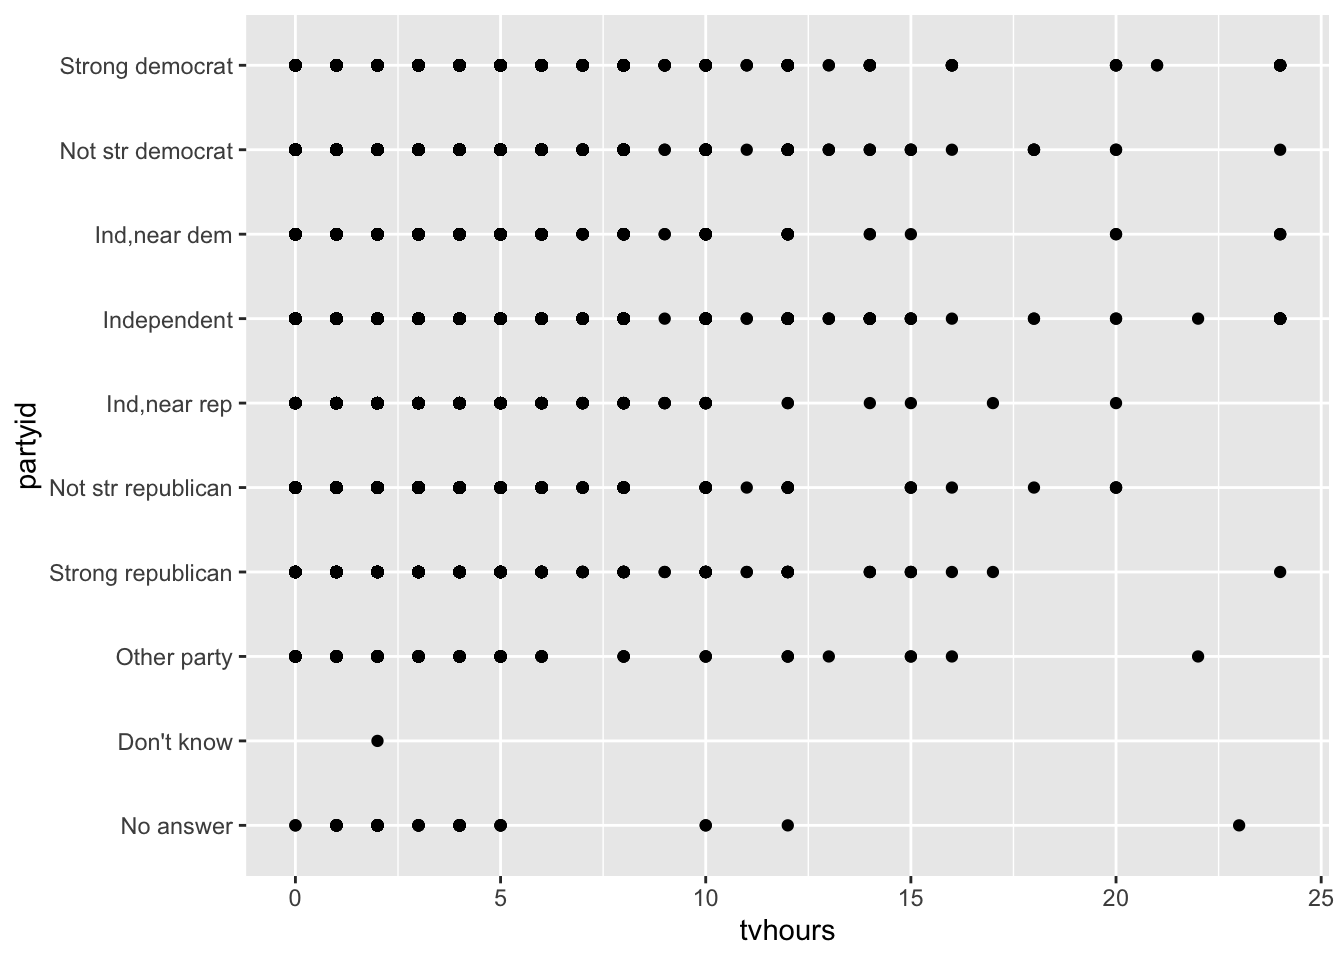 Strong democrat
Not str democrat
Ind,near dem
Independent
Ind,near rep
Not str republican
Strong republican
Other party
Don't know
No answer
partyid
0 5 10 15 20 25
tvhours